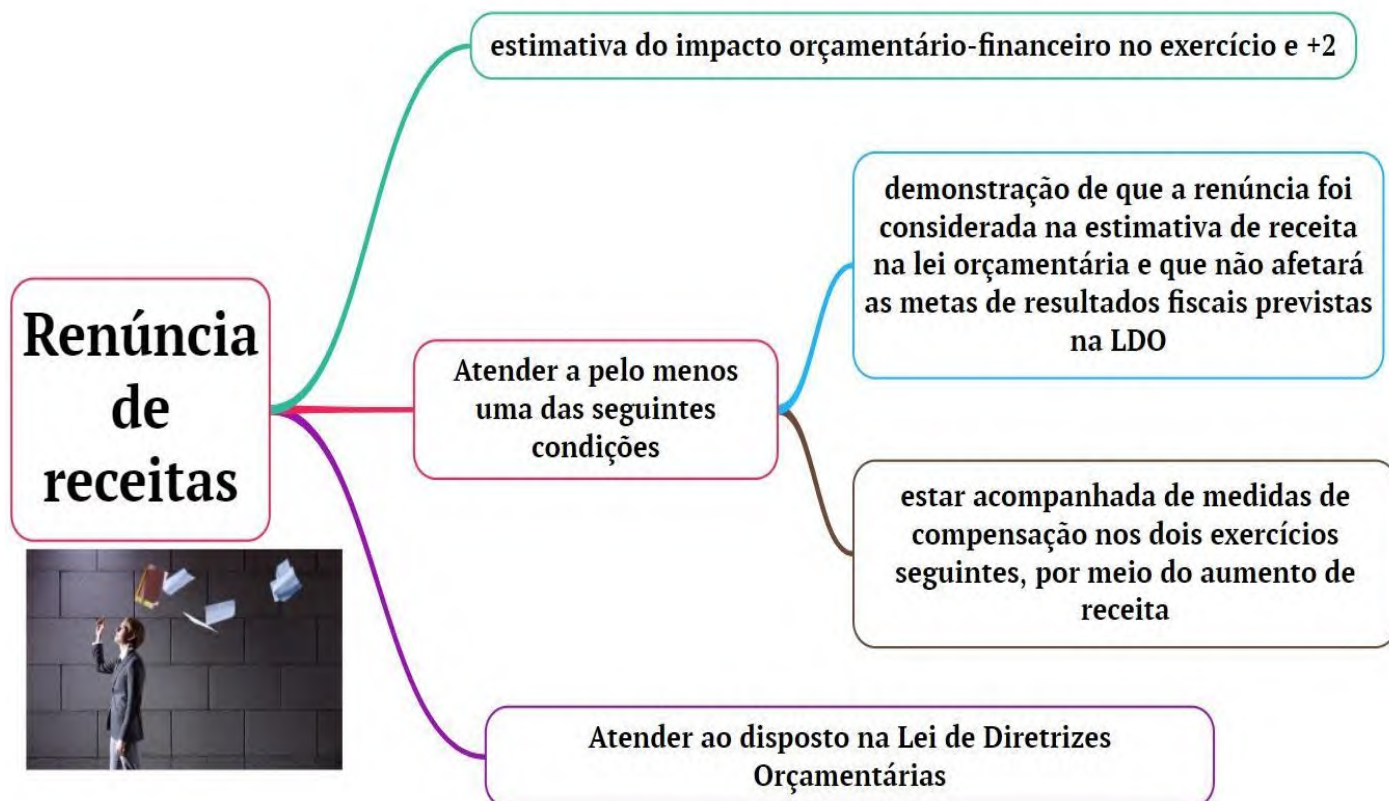 estimativa do impacto orçamentário-financeiro no exercício e +2
demonstração de que a renúncia foi
considerada na estimativa de receita
na lei orçamentária e que não afetará
as metas de resultados fiscais previstas
na LDO
Renúncia
de
receitas
Atender a pelo menos
uma das seguintes
condições
estar acompanhada de medidas de
compensação nos dois exercícios
seguintes, por meio do aumento de
receita
Atender ao disposto na Lei de Diretrizes
Orçamentárias